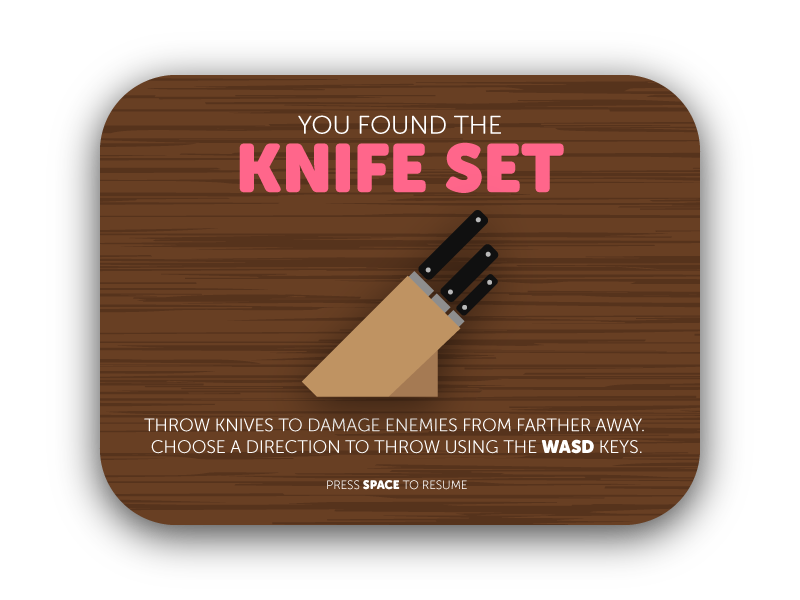 YOU FOUND THE
KNIFE SET
THROW KNIVES TO DAMAGE ENEMIES FROM FARTHER AWAY.
CHOOSE A DIRECTION TO THROW USING THE WASD KEYS.
PRESS SPACE TO RESUME